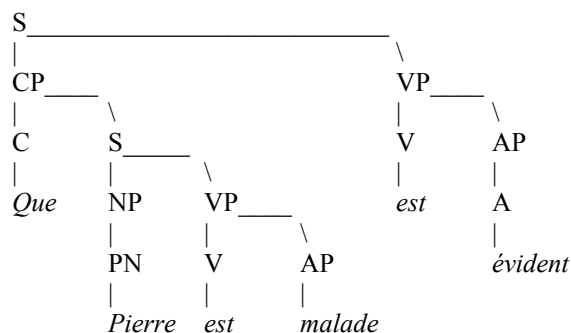 S
CP VP
C S V AP
Que NP VP est A
PN V AP évident
Pierre est malade